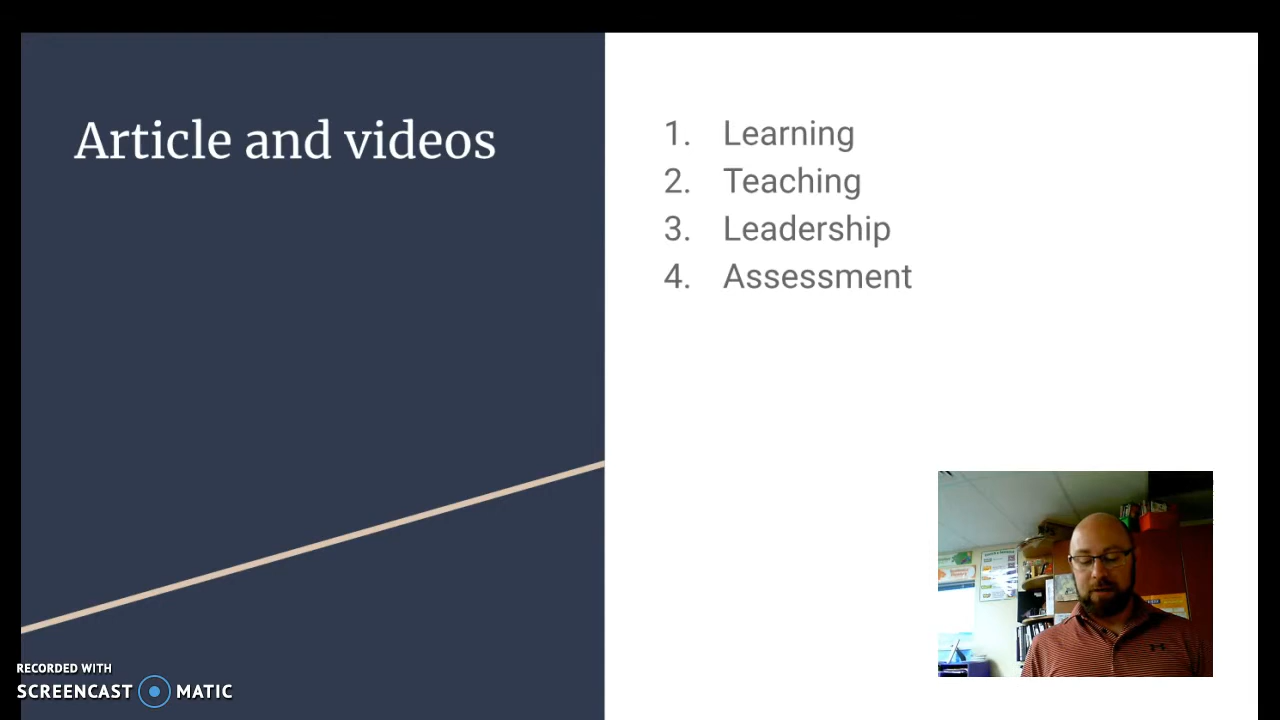 Article and videos
1. Learning
2. Teaching
3. Leadership
4. Assessment
RECORDED WITH
SCREENCAST MATIC